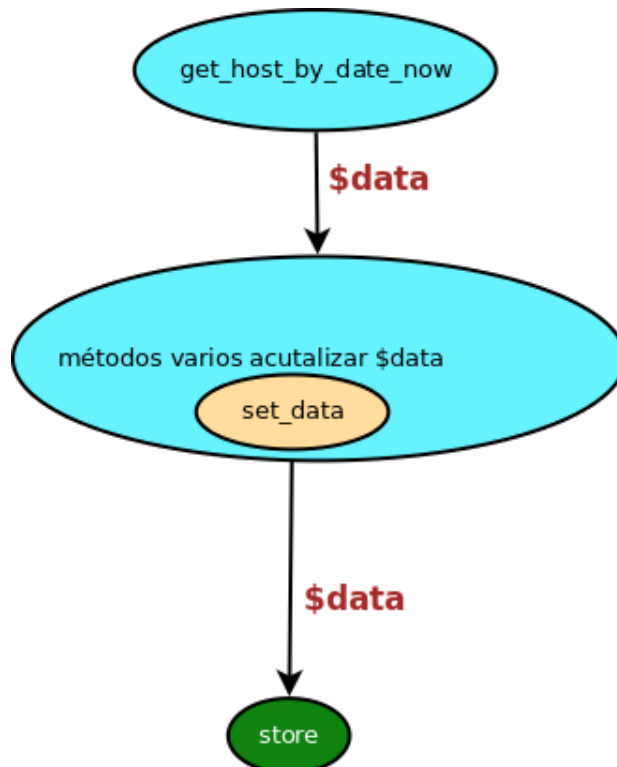 get_host_by_date_now
$data
métodos varios acutalizar $data
set_data
$data
store